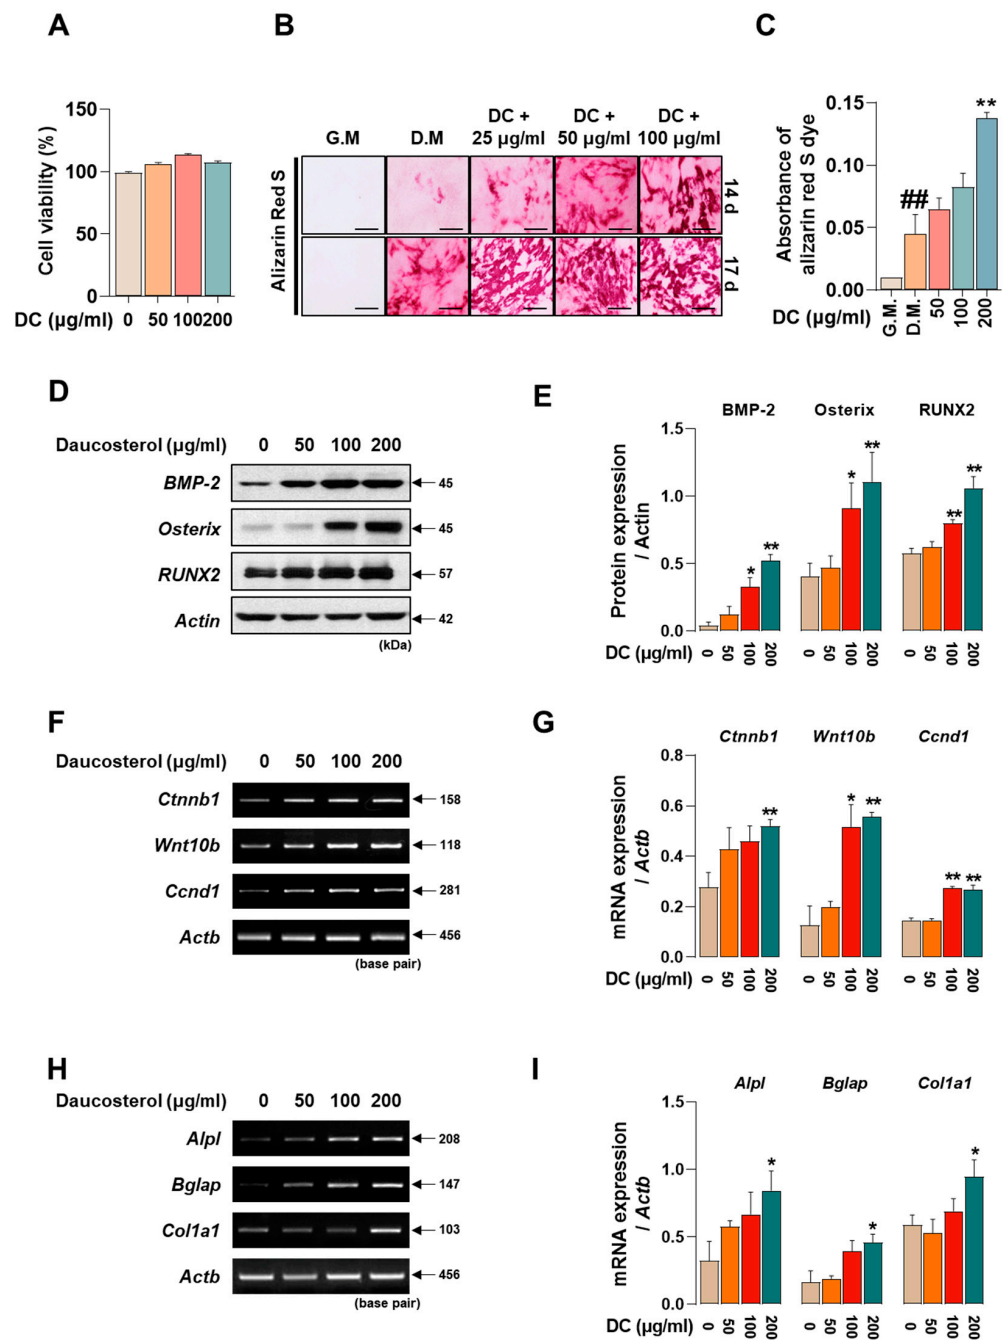 A
150
100
50
0
Cell viability (%)
DC (µg/ml) 0 50 100 200
B
DC + DC + DC +
G.M D.M 25 µg/ml 50 µg/ml 100 µg/ml
Alizarin Red S
14 d
17 d
C
**
##
0.15
0.10
0.05
0.00
Absorbance of
alizarin red S dye
DC (µg/ml) G.M. D.M. 50 100 200
D
Daucosterol (µg/ml) 0 50 100 200
BMP-2 45
Osterix 45
RUNX2 57
Actin 42
(kDa)
E
BMP-2 Osterix RUNX2
1.5
1.0
0.5
0.0
Protein expression
/ Actin
* ** * ** ** **
DC (µg/ml) 0 50 100 200 0 50 100 200 0 50 100 200
F
Daucosterol (µg/ml) 0 50 100 200
Ctnnb1 158
Wnt10b 118
Ccnd1 281
Actb 456
(base pair)
G
Ctnnb1 Wnt10b Ccnd1
0.8
0.6
0.4
0.2
0.0
mRNA expression
/ Actb
** * ** ** **
DC (µg/ml) 0 50 100 200 0 50 100 200 0 50 100 200
H
Daucosterol (µg/ml) 0 50 100 200
Alpl 208
Bglap 147
Col1a1 103
Actb 456
(base pair)
I
Alpl Bglap Col1a1
1.5
1.0
0.5
0.0
mRNA expression
/ Actb
* * *
DC (µg/ml) 0 50 100 200 0 50 100 200 0 50 100 200